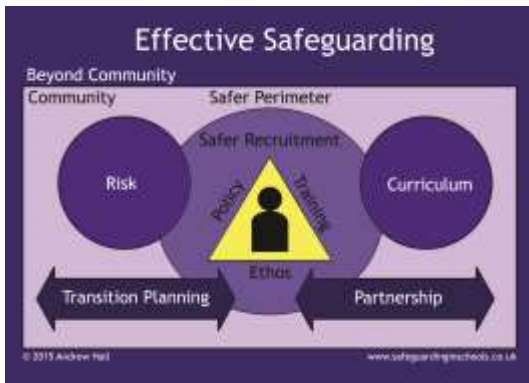 Effective Safeguarding
Beyond Community
Community
Safer Perimeter
Safer Recruitment
Risk
Policy
Training
Curriculum
Ethos
Transition Planning
Partnership
© 2015 Andrew Hall
www.safeguardinginschools.co.uk